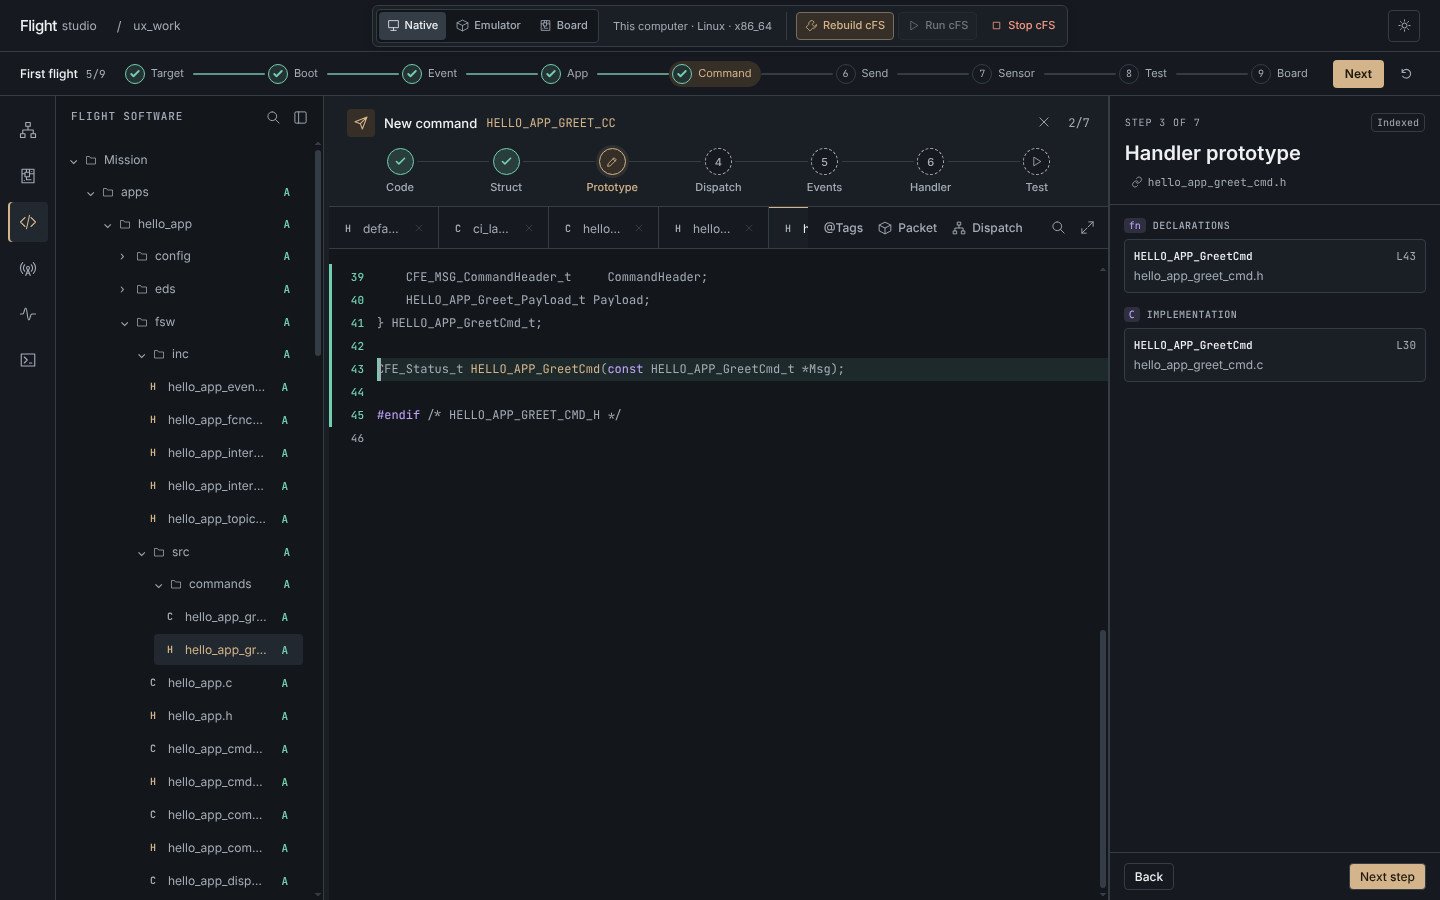 Flight studio / ux_work
Native Emulator Board This computer · Linux · x86_64 Rebuild cFS Run cFS Stop cFS
First flight 5/9 Target Boot Event App Command 6 Send 7 Sensor 8 Test 9 Board Next
FLIGHT SOFTWARE
Mission
apps A
hello_app A
config A
eds A
fsw A
inc A
H hello_app_even... A
H hello_app_fcnc... A
H hello_app_inter... A
H hello_app_inter... A
H hello_app_topic... A
src A
commands A
C hello_app_gr... A
H hello_app_gr... A
C hello_app.c A
H hello_app.h A
C hello_app_cmd... A
H hello_app_cmd... A
C hello_app_com... A
H hello_app_com... A
C hello_app_disp... A
New command HELLO_APP_GREET_CC 2/7
4 5 6
Code Struct Prototype Dispatch Events Handler Test
H defa... C ci_la... C hello... H hello... H h @Tags Packet Dispatch
39 CFE_MSG_CommandHeader_t CommandHeader;
40 HELLO_APP_Greet_Payload_t Payload;
41 } HELLO_APP_GreetCmd_t;
42
43 CFE_Status_t HELLO_APP_GreetCmd(const HELLO_APP_GreetCmd_t *Msg);
44
45 #endif /* HELLO_APP_GREET_CMD_H */
46
STEP 3 OF 7 Indexed
Handler prototype
hello_app_greet_cmd.h
fn DECLARATIONS
HELLO_APP_GreetCmd L43
hello_app_greet_cmd.h
C IMPLEMENTATION
HELLO_APP_GreetCmd L30
hello_app_greet_cmd.c
Back Next step